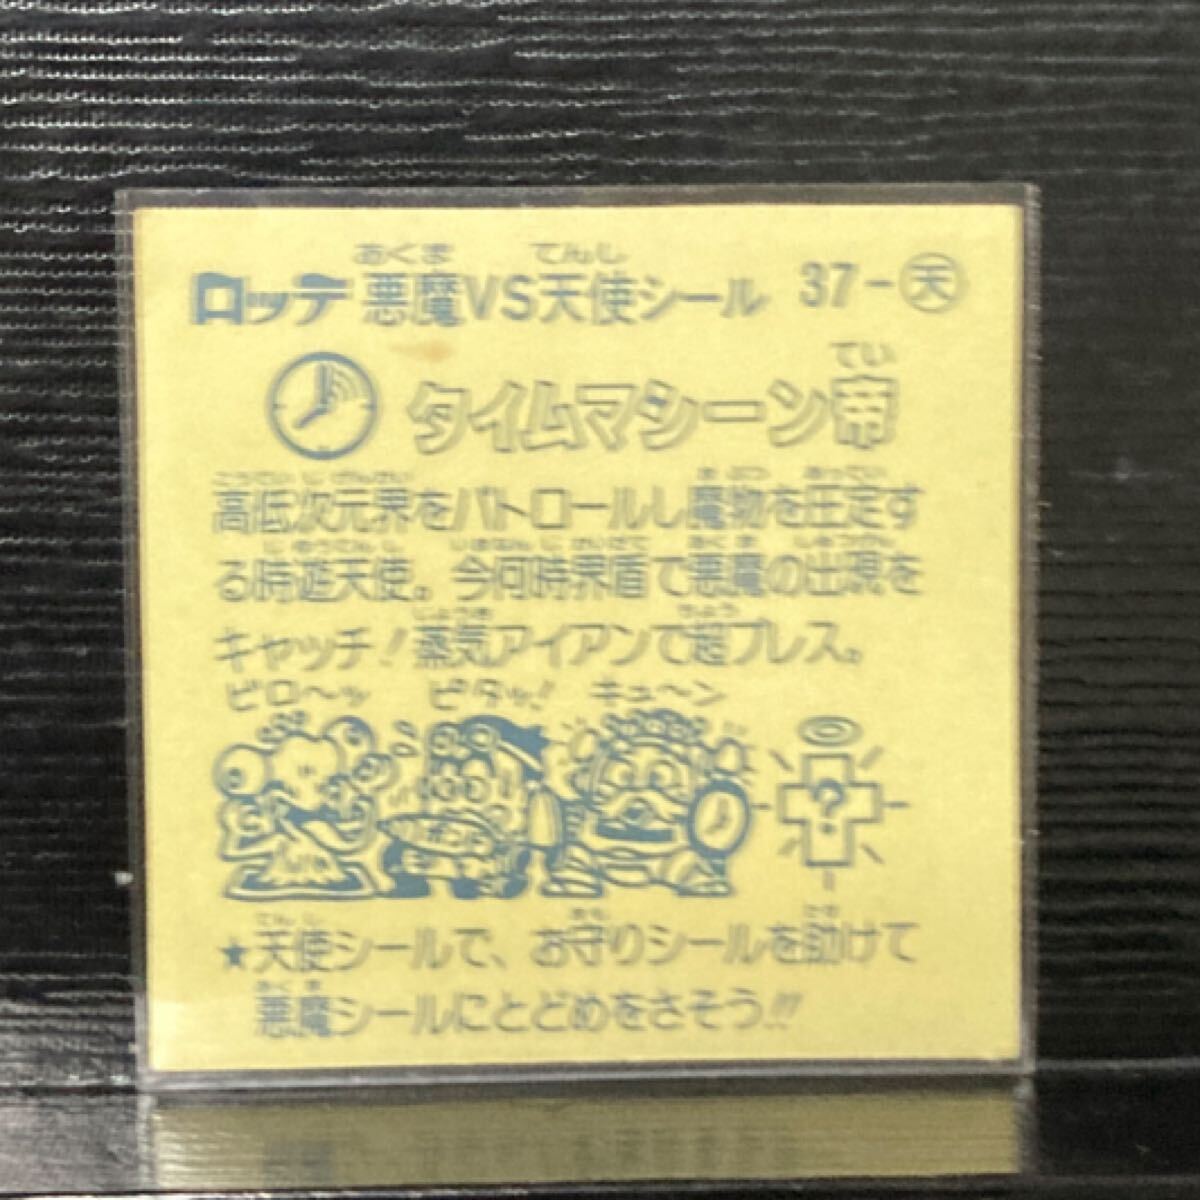 ロッテ 悪魔VS天使シール 37-天
タイムマシーン帝
高低次元界をパトロールし魔物を圧定す
る時遊天使。今何時界盾で悪魔の出現を
キャッチ!蒸気アイアンで超プレス。
ビロ〜ッ ピタッ! キュ〜ン
?
★天使シールで、お守りシールを助けて
悪魔シールにとどめをさそう!!